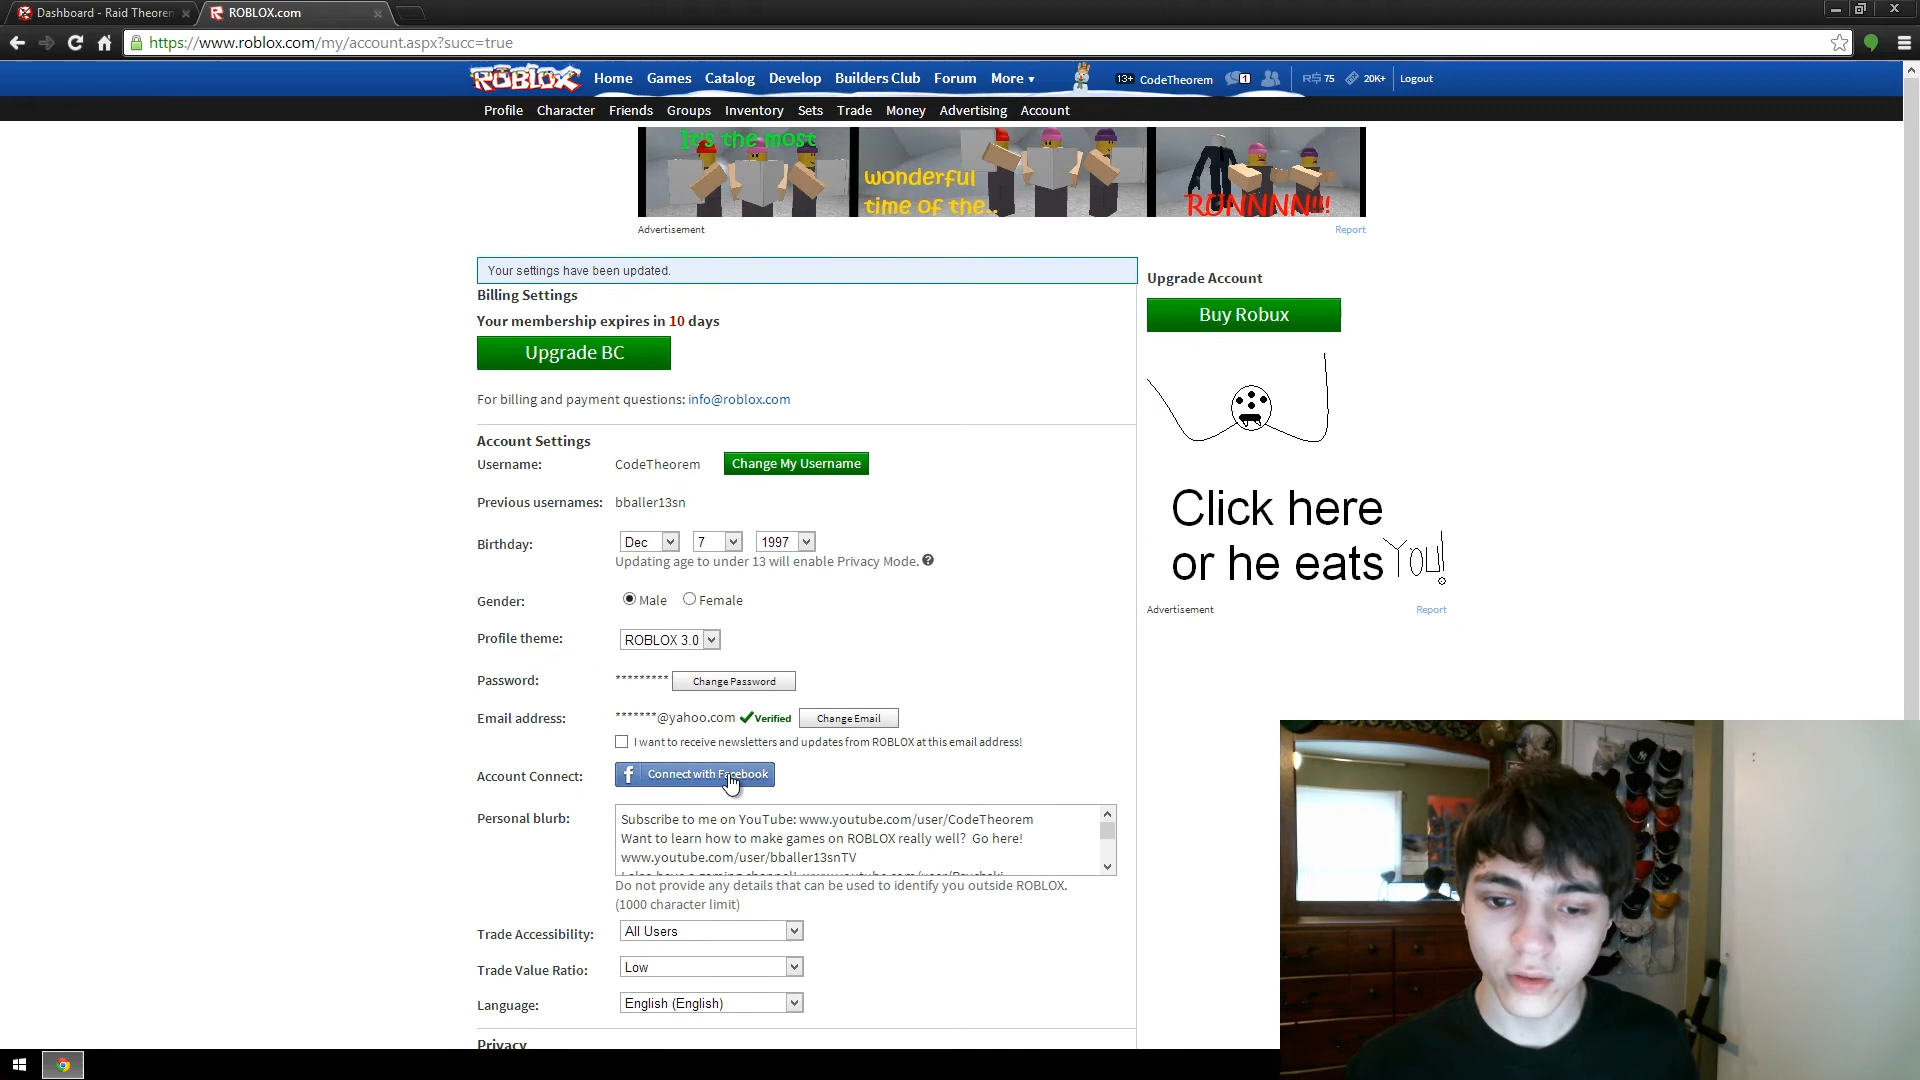 Dashboard - Raid Theoren
ROBLOX.com
https://www.roblox.com/my/account.aspx?succ=true
ROBLOX Home Games Catalog Develop Builders Club Forum More 13+ CodeTheorem 1 R$ 75 20K+ Logout
Profile Character Friends Groups Inventory Sets Trade Money Advertising Account
It's the most
wonderful
time of the..
RUNNNN!!!
Advertisement Report
Your settings have been updated.
Billing Settings
Your membership expires in 10 days
Upgrade BC
For billing and payment questions: info@roblox.com
Account Settings
Username: CodeTheorem Change My Username
Previous usernames: bballer13sn
Birthday: Dec 7 1997
Updating age to under 13 will enable Privacy Mode. ?
Gender: Male Female
Profile theme: ROBLOX 3.0
Password: ********* Change Password
Email address: *******@yahoo.com Verified Change Email
I want to receive newsletters and updates from ROBLOX at this email address!
Account Connect: f Connect with Facebook
Personal blurb: Subscribe to me on YouTube: www.youtube.com/user/CodeTheorem
Want to learn how to make games on ROBLOX really well? Go here!
www.youtube.com/user/bballer13snTV
Do not provide any details that can be used to identify you outside ROBLOX.
(1000 character limit)
Trade Accessibility: All Users
Trade Value Ratio: Low
Language: English (English)
Privacy
Upgrade Account
Buy Robux
Click here
or he eats You!
Advertisement Report